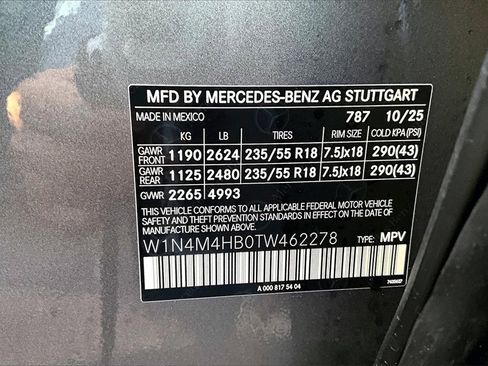 MFD BY MERCEDES-BENZ AG STUTTGART
MADE IN MEXICO 787 10/25
KG LB TIRES RIM SIZE COLD KPA(PSI)
GAWR FRONT 1190 2624 235/55 R18 7.5Jx18 290(43)
GAWR REAR 1125 2480 235/55 R18 7.5Jx18 290(43)
GVWR 2265 4993
THIS VEHICLE CONFORMS TO ALL APPLICABLE FEDERAL MOTOR VEHICLE
SAFETY AND THEFT PREVENTION STANDARDS IN EFFECT ON THE DATE OF
MANUFACTURE SHOWN ABOVE.
W1N4M4HB0TW462278 TYPE: MPV
A 000 817 54 04